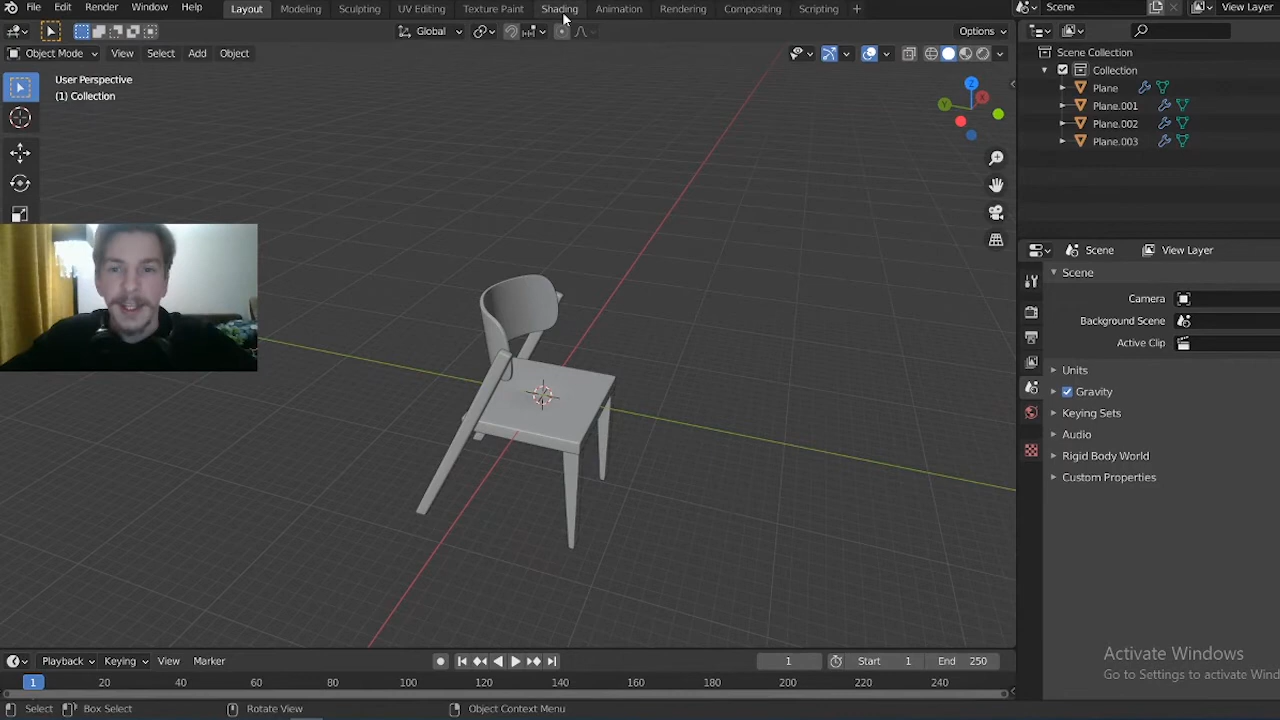 File Edit Render Window Help Layout Modeling Sculpting UV Editing Texture Paint Shading Animation Rendering Compositing Scripting + Scene View Layer
Global Options
Object Mode View Select Add Object
User Perspective
(1) Collection
Z
Y
X
Scene Collection
Collection
Plane
Plane.001
Plane.002
Plane.003
Scene View Layer
Scene
Camera
Background Scene
Active Clip
Units
Gravity
Keying Sets
Audio
Rigid Body World
Custom Properties
Activate Windows
Go to Settings to activate Wind
Playback Keying View Marker 1 Start 1 End 250
1 20 40 60 80 100 120 140 160 180 200 220 240
Select Box Select Rotate View Object Context Menu